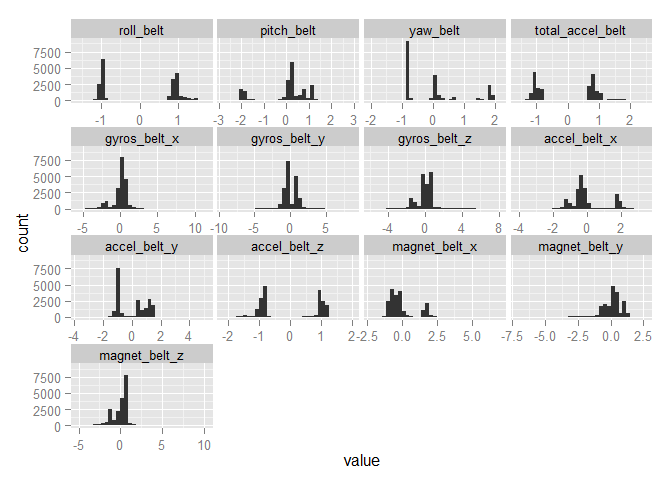 roll_belt pitch_belt yaw_belt total_accel_belt
7500
5000
2500
0
-1 0 1 -3 -2 -1 0 1 2 3 -2 -1 0 1 2 -1 0 1 2
gyros_belt_x gyros_belt_y gyros_belt_z accel_belt_x
7500
5000
2500
0
-5 0 5 10 -10 -5 0 5 -4 0 4 8 -4 -2 0 2
accel_belt_y accel_belt_z magnet_belt_x magnet_belt_y
7500
5000
2500
0
-4 -2 0 2 4 -2 -1 0 1 2 -2.5 0.0 2.5 5.0 -7.5 -5.0 -2.5 0.0 2.5
magnet_belt_z
7500
5000
2500
0
-5 0 5 10
count
value